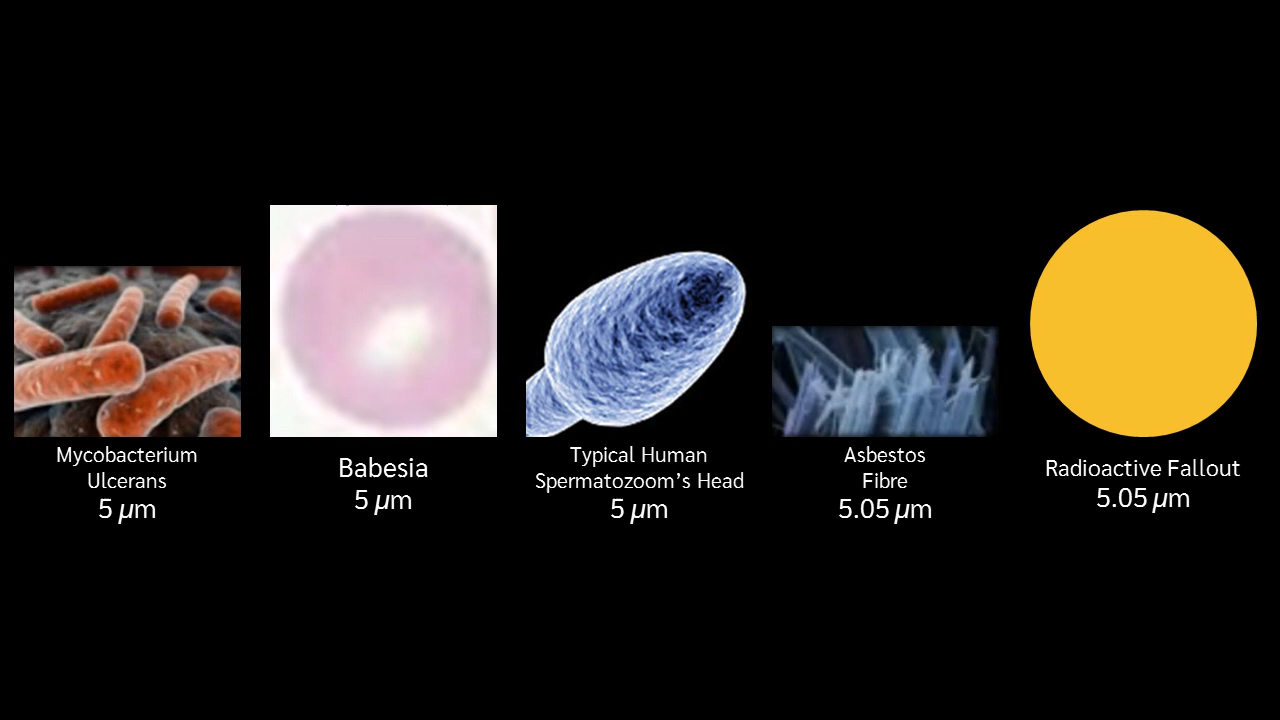 Mycobacterium
Ulcerans
5 µm
Babesia
5 µm
Typical Human
Spermatozoom’s Head
5 µm
Asbestos
Fibre
5.05 µm
Radioactive Fallout
5.05 µm